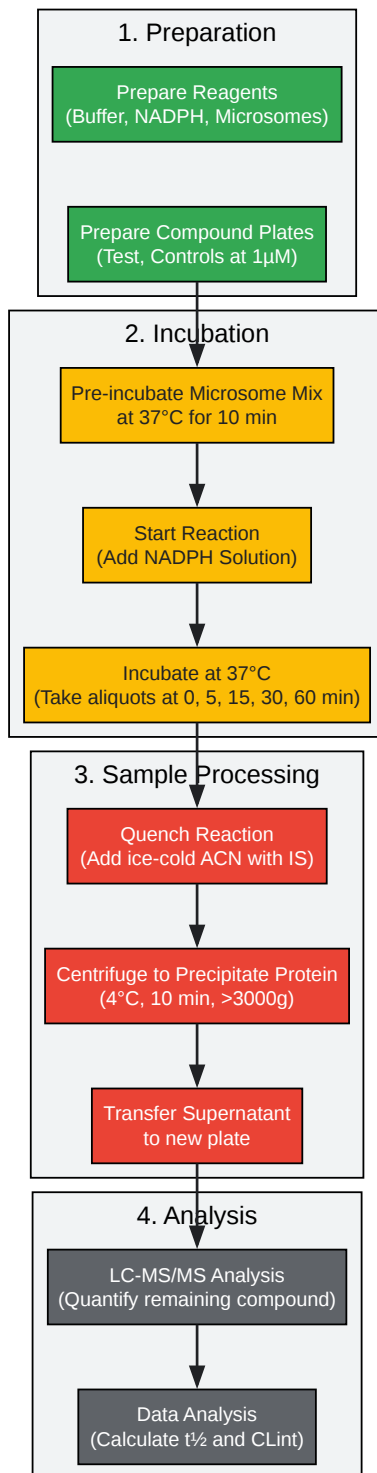 1. Preparation
Prepare Reagents
(Buffer, NADPH, Microsomes)
Prepare Compound Plates
(Test, Controls at 1µM)
2. Incubation
Pre-incubate Microsome Mix
at 37°C for 10 min
Start Reaction
(Add NADPH Solution)
Incubate at 37°C
(Take aliquots at 0, 5, 15, 30, 60 min)
3. Sample Processing
Quench Reaction
(Add ice-cold ACN with IS)
Centrifuge to Precipitate Protein
(4°C, 10 min, >3000g)
Transfer Supernatant
to new plate
4. Analysis
LC-MS/MS Analysis
(Quantify remaining compound)
Data Analysis
(Calculate t½ and CLint)